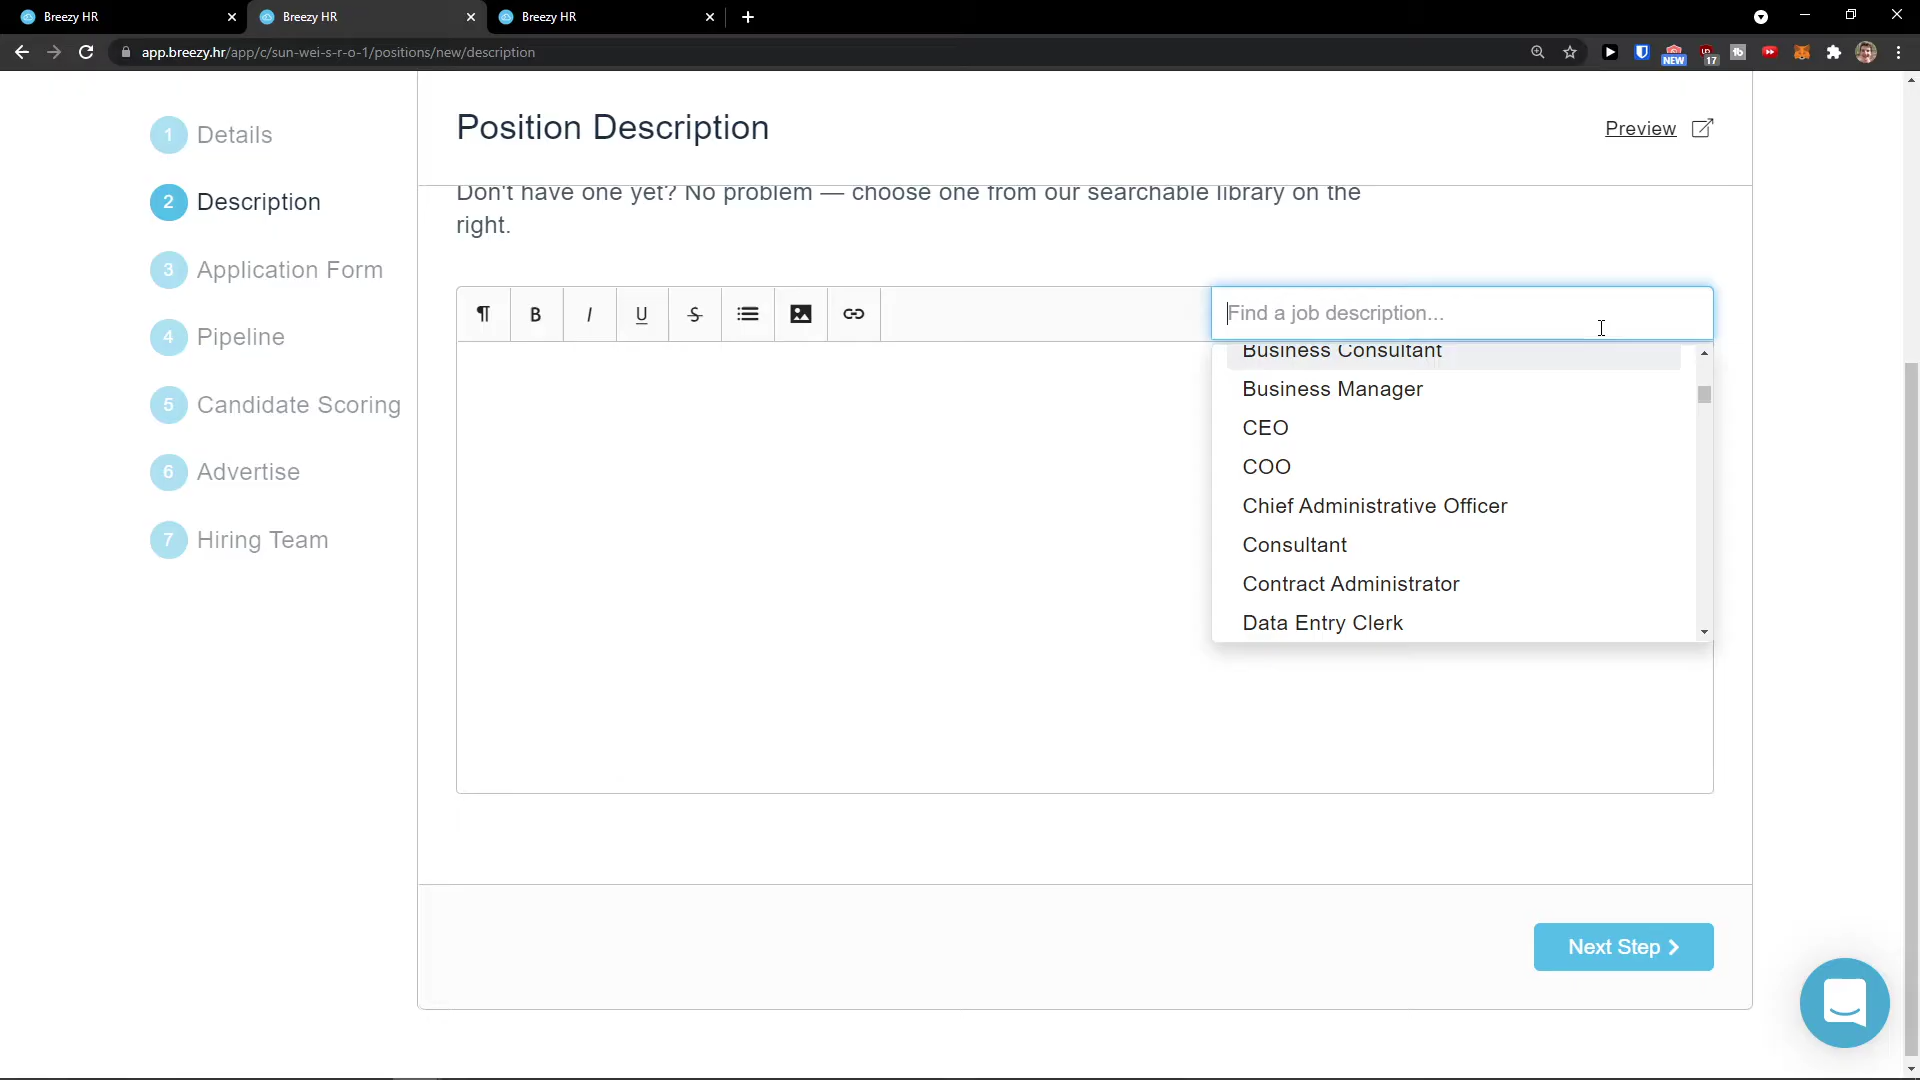 Breezy HR
Breezy HR
Breezy HR
app.breezy.hr/app/c/sun-wei-s-r-o-1/positions/new/description
NEW
17
1 Details
2 Description
3 Application Form
4 Pipeline
5 Candidate Scoring
6 Advertise
7 Hiring Team
Position Description
Preview
Don't have one yet? No problem — choose one from our searchable library on the
right.
¶ B I U S
Find a job description...
Business Consultant
Business Manager
CEO
COO
Chief Administrative Officer
Consultant
Contract Administrator
Data Entry Clerk
Next Step